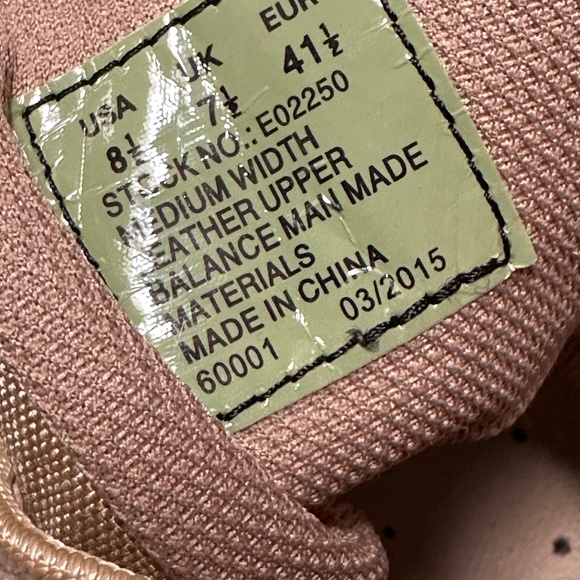 USA UK EUR
8½ 7½ 41½
STOCK NO.: E02250
MEDIUM WIDTH
LEATHER UPPER
BALANCE MAN MADE
MATERIALS
MADE IN CHINA
60001 03/2015